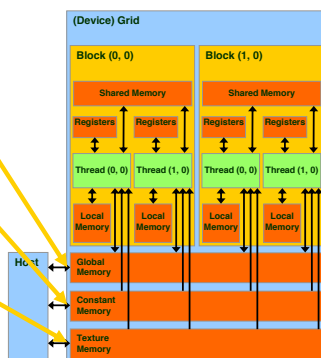 (Device) Grid
Block (0, 0)
Block (1, 0)
Shared Memory
Shared Memory
Registers
Registers
Registers
Registers
Thread (0, 0)
Thread (1, 0)
Thread (0, 0)
Thread (1, 0)
Local
Memory
Local
Memory
Local
Memory
Local
Memory
Host
Global
Memory
Constant
Memory
Texture
Memory